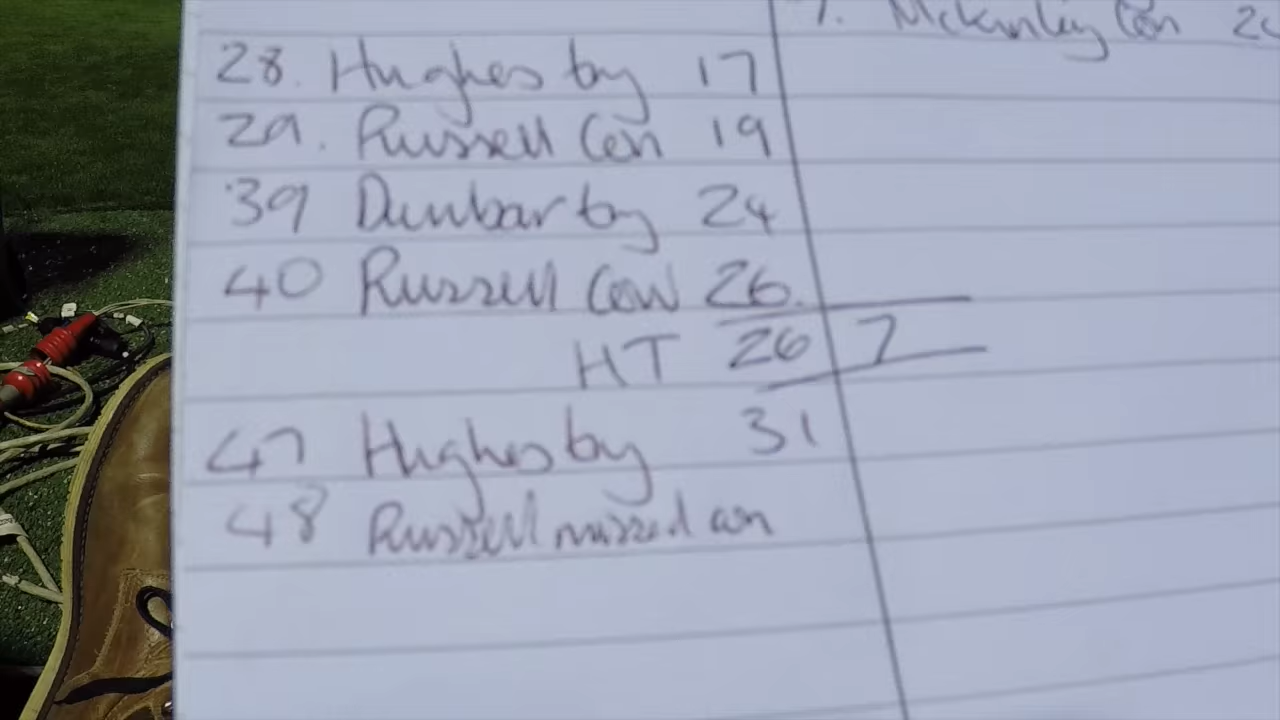 7. McKinley Con
28. Hughes try 17
29. Russell Con 19
39 Dunbar try 24
40 Russell Con 26.
HT 26 7
47 Hughes try 31
48 Russell missed con